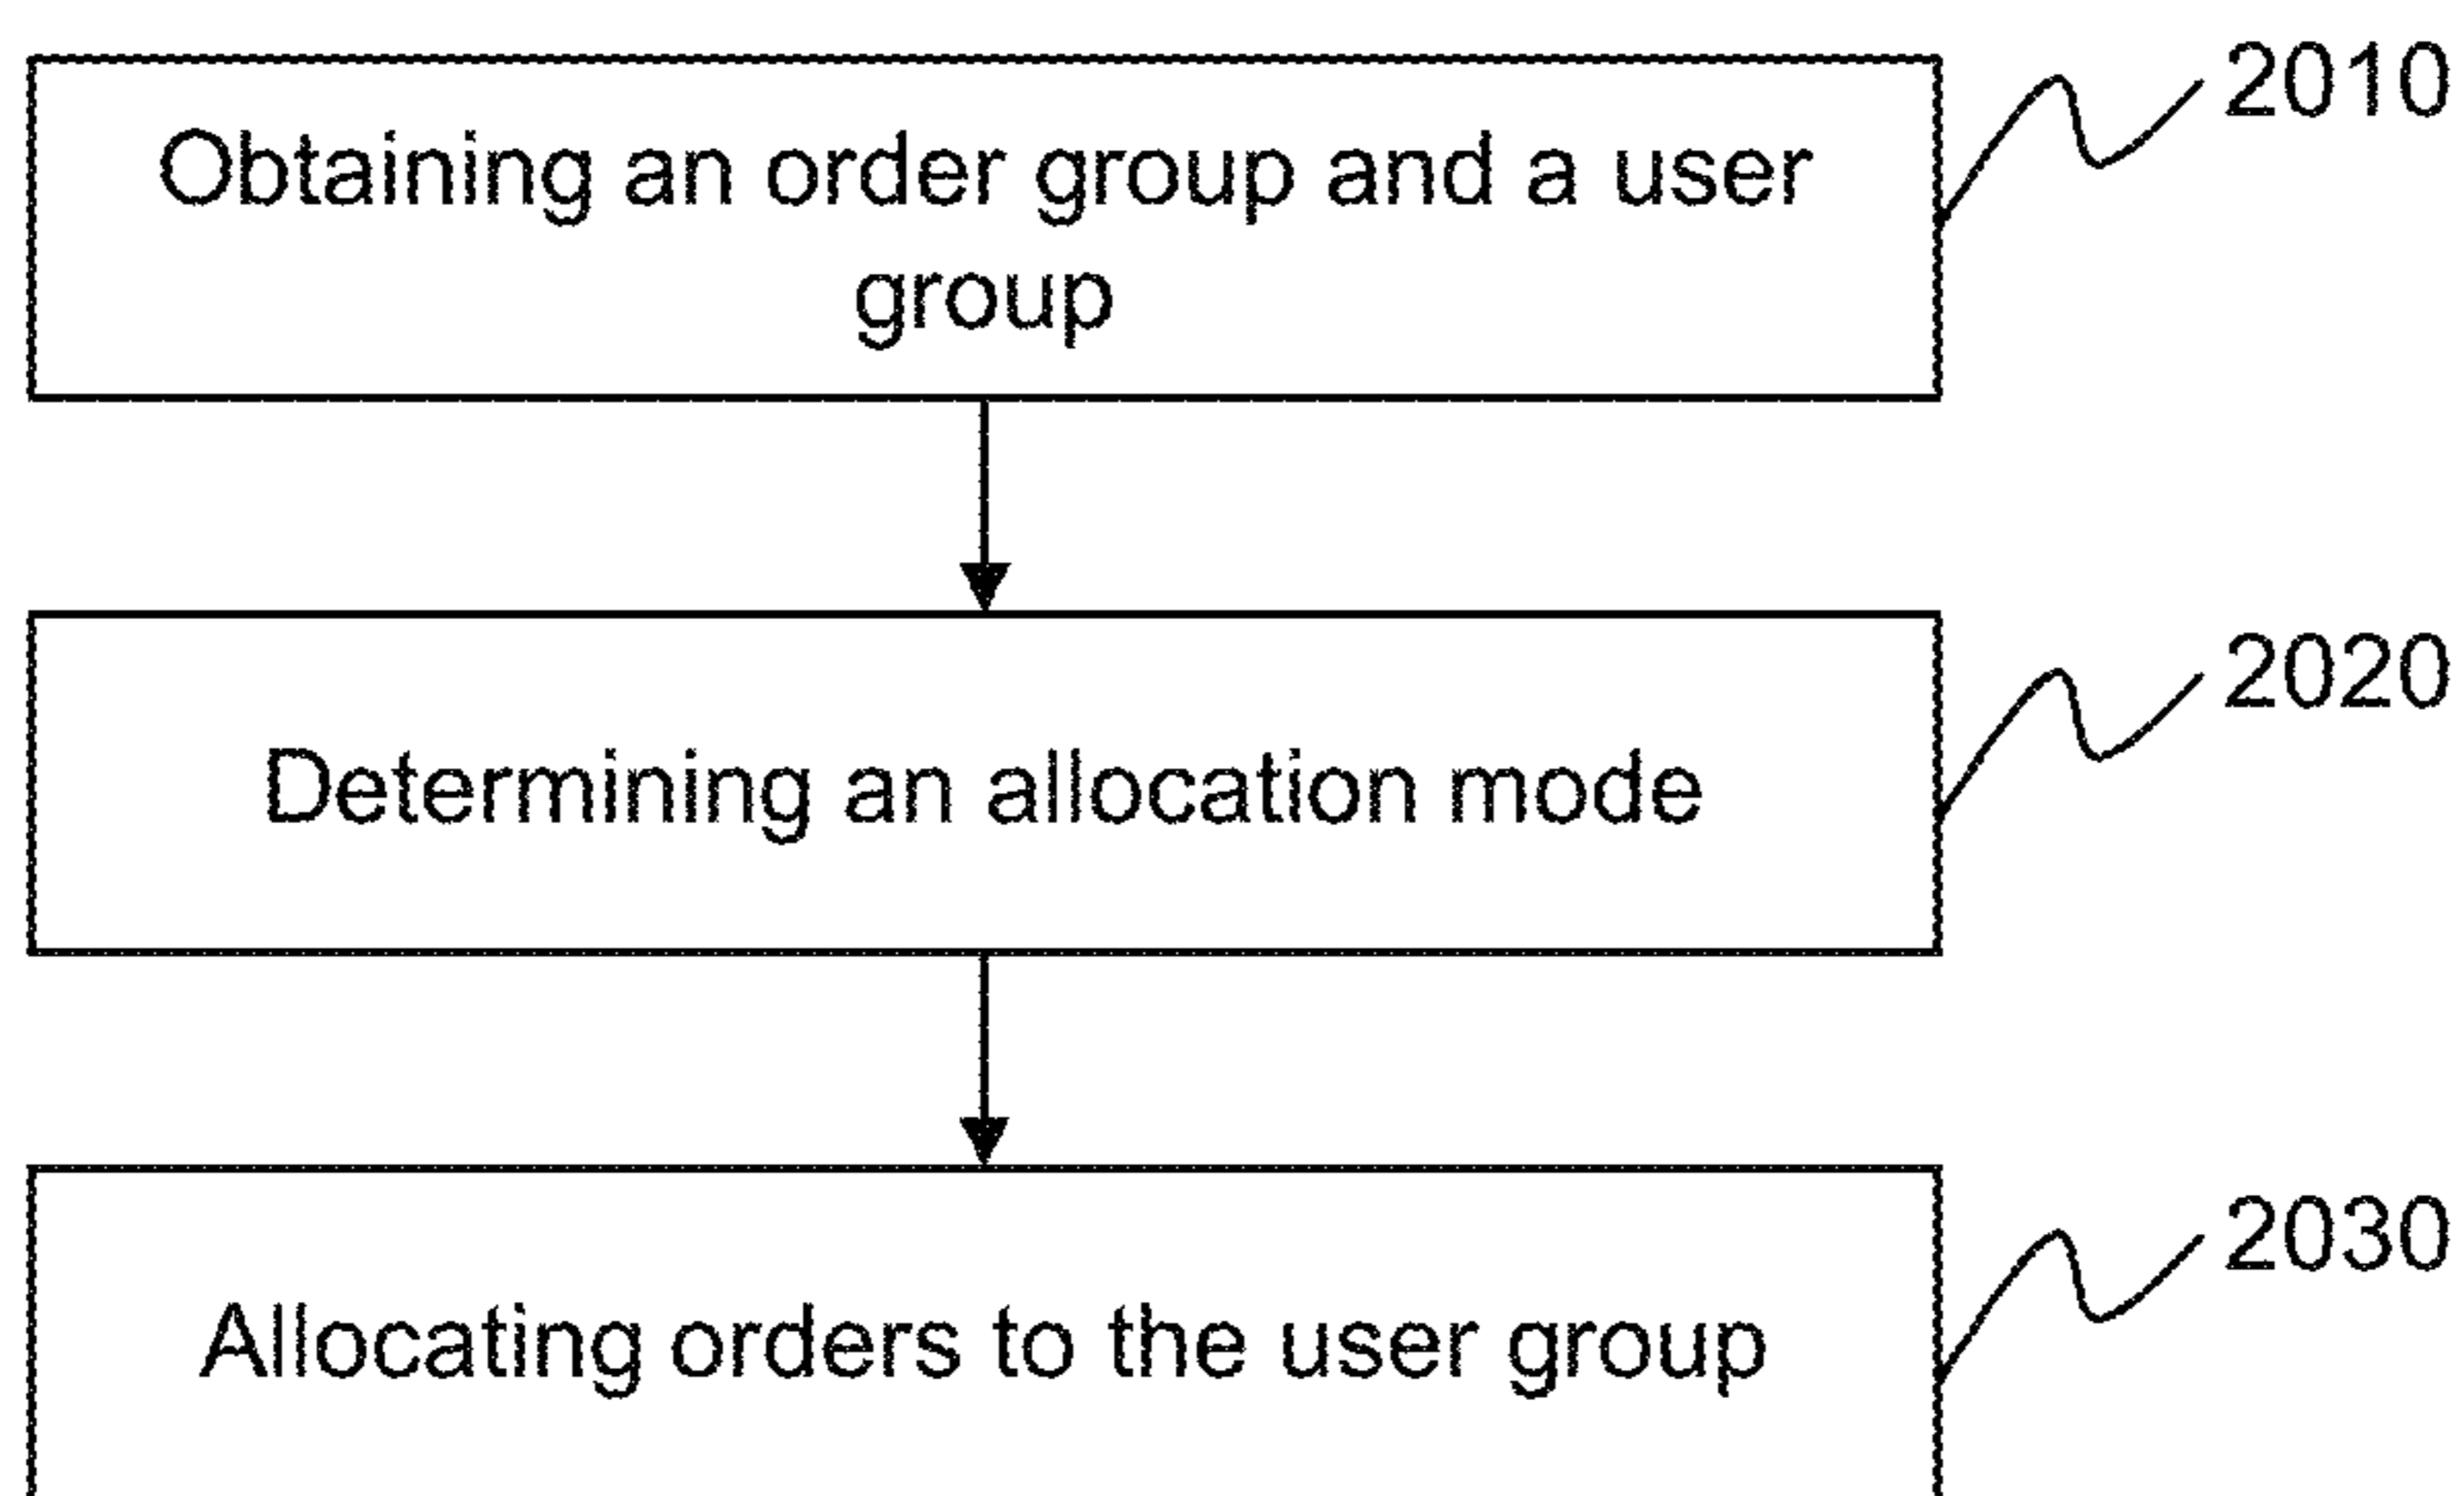 2010
Obtaining an order group and a user
group
2020
Determining an allocation mode
2030
Allocating orders to the user group